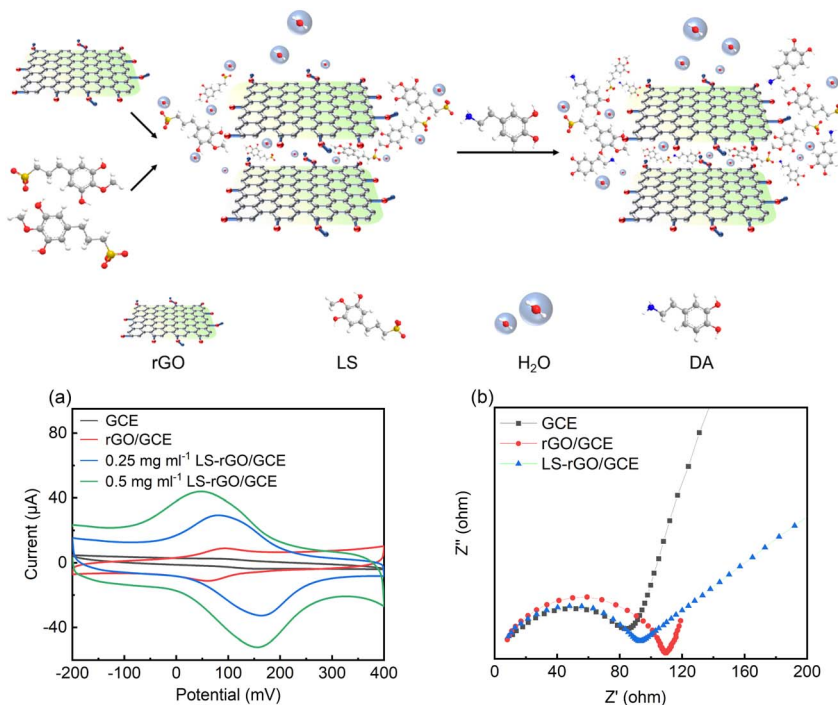 rGO
LS
H₂O
DA
(a)
GCE
rGO/GCE
0.25 mg ml⁻¹ LS-rGO/GCE
0.5 mg ml⁻¹ LS-rGO/GCE
80
40
0
-40
-80
Current (μA)
-200
-100
0
100
200
300
400
Potential (mV)
(b)
GCE
rGO/GCE
LS-rGO/GCE
Z'' (ohm)
0
40
80
120
160
200
Z' (ohm)